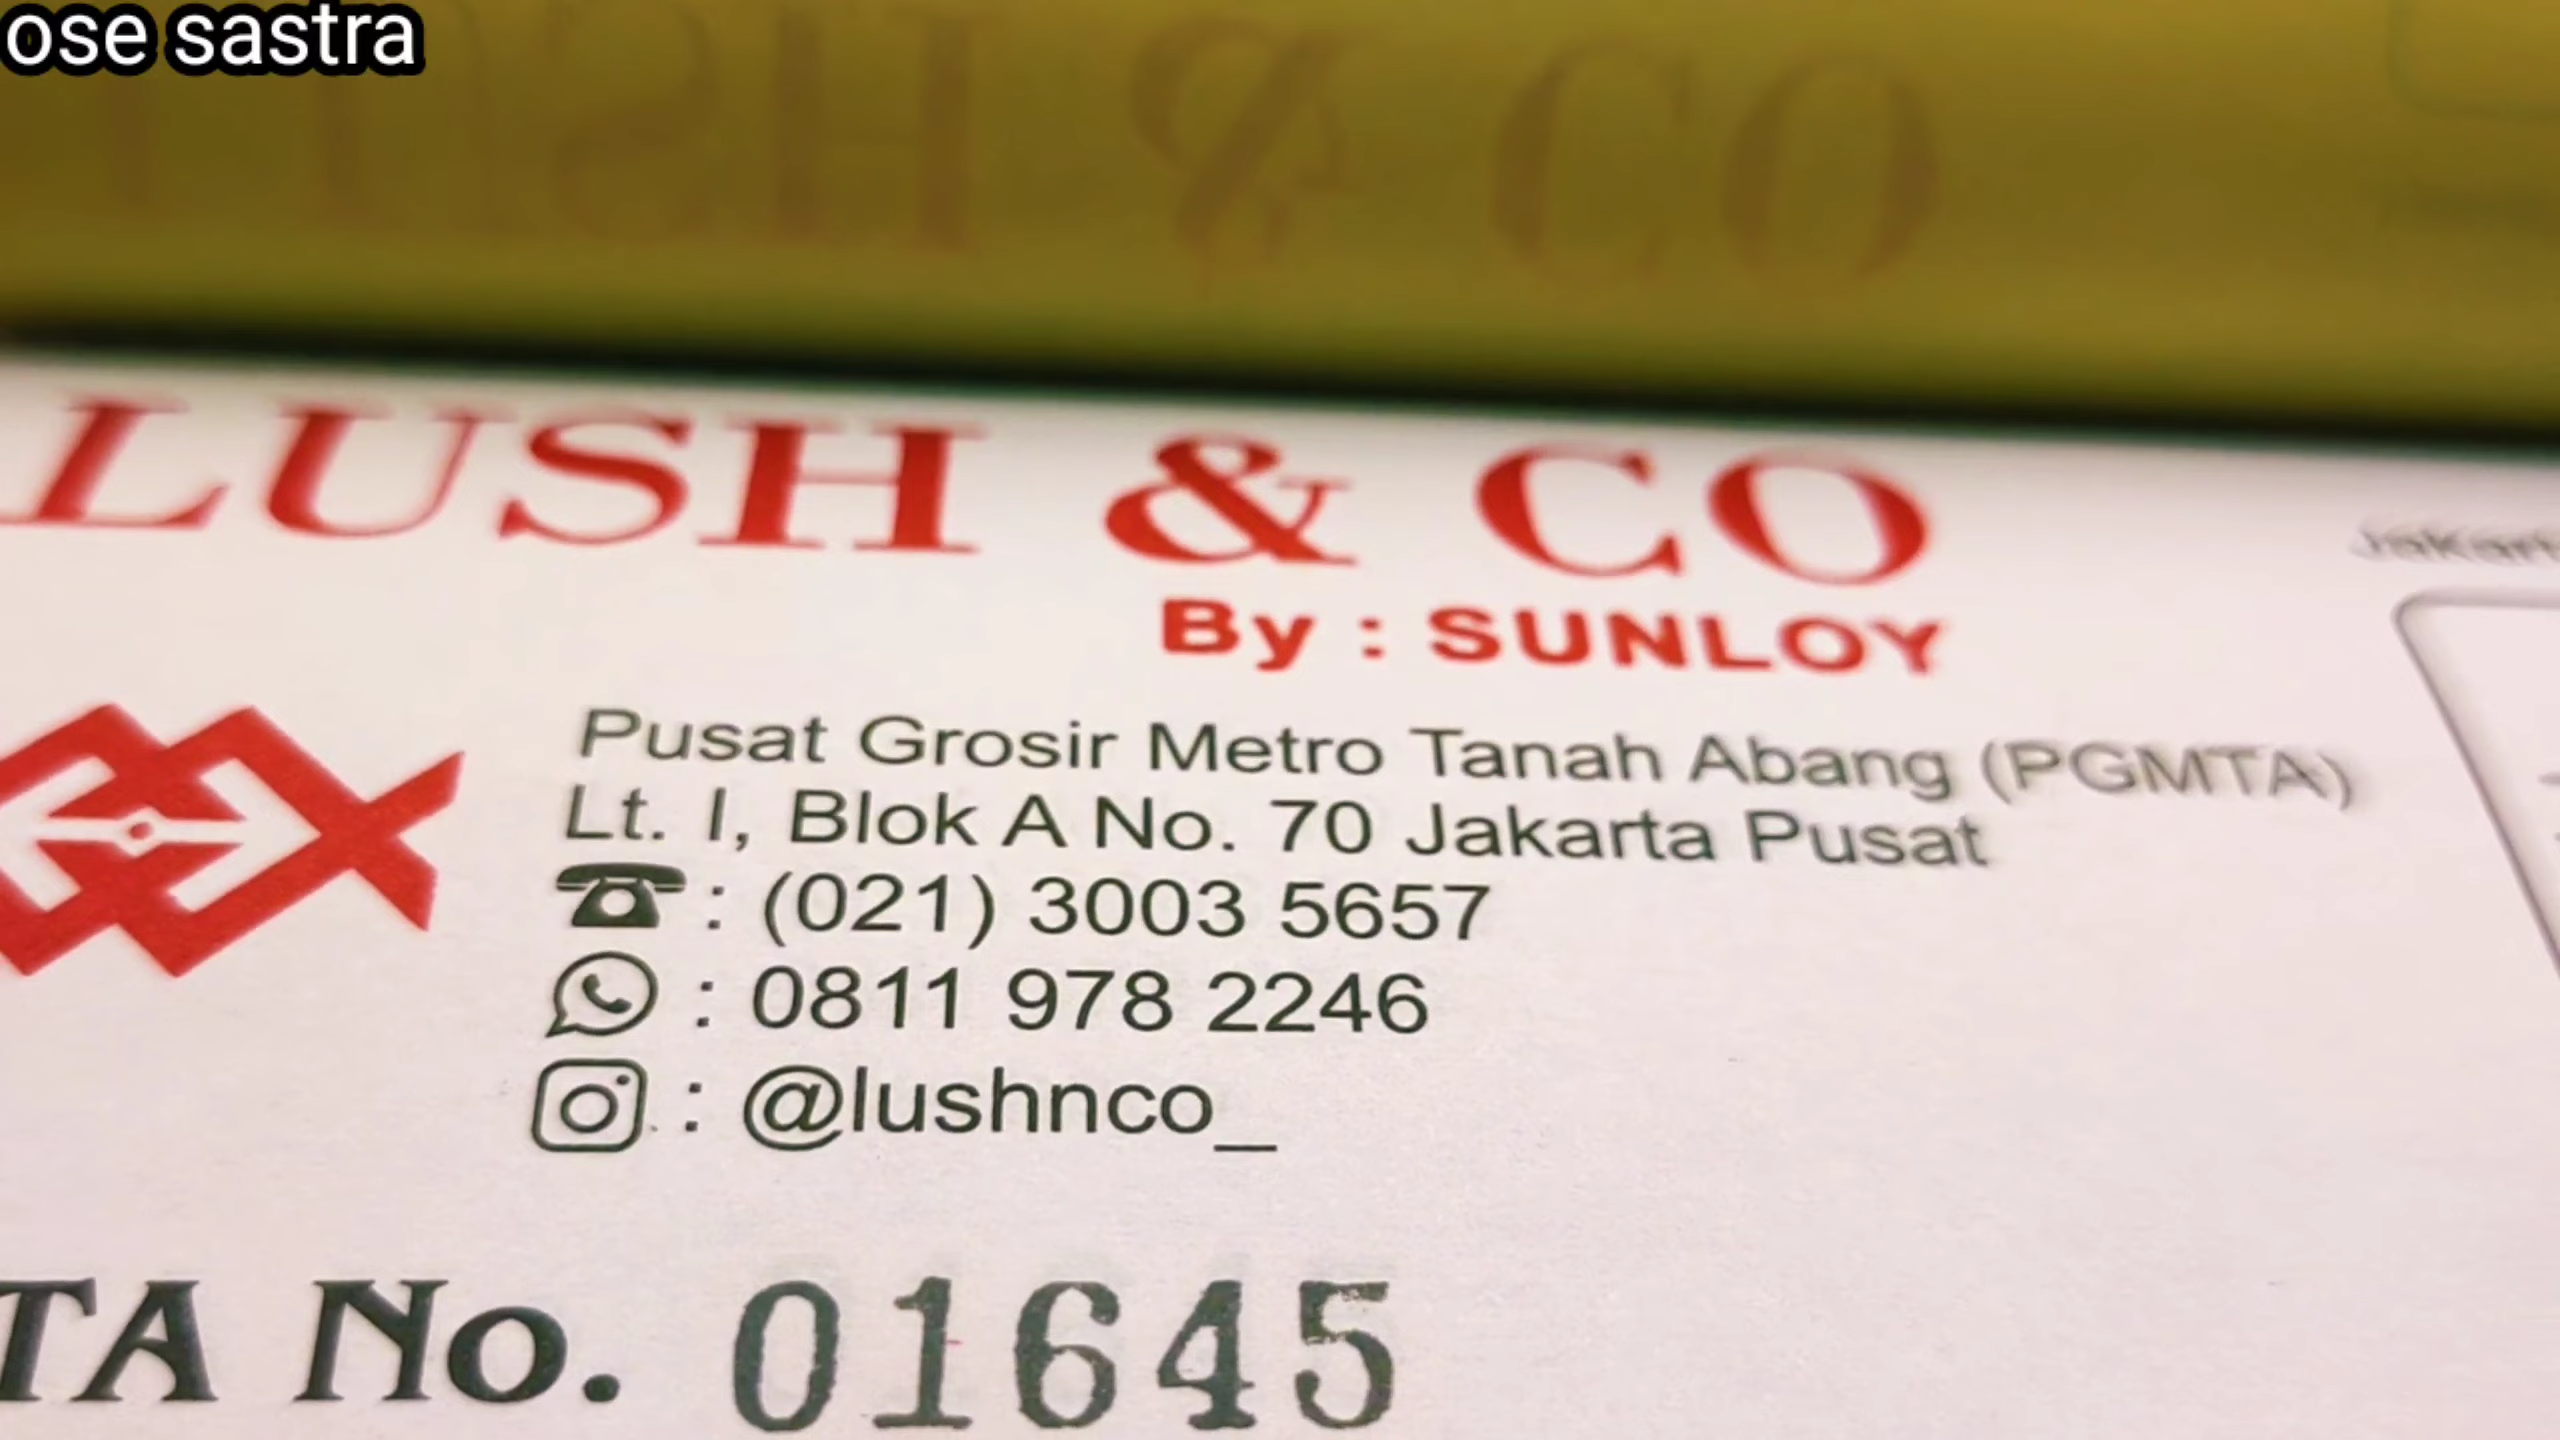 ose sastra
LUSH & CO
By : SUNLOY
Pusat Grosir Metro Tanah Abang (PGMTA)
Lt. I, Blok A No. 70 Jakarta Pusat
: (021) 3003 5657
: 0811 978 2246
: @lushnco_
TA No. 01645